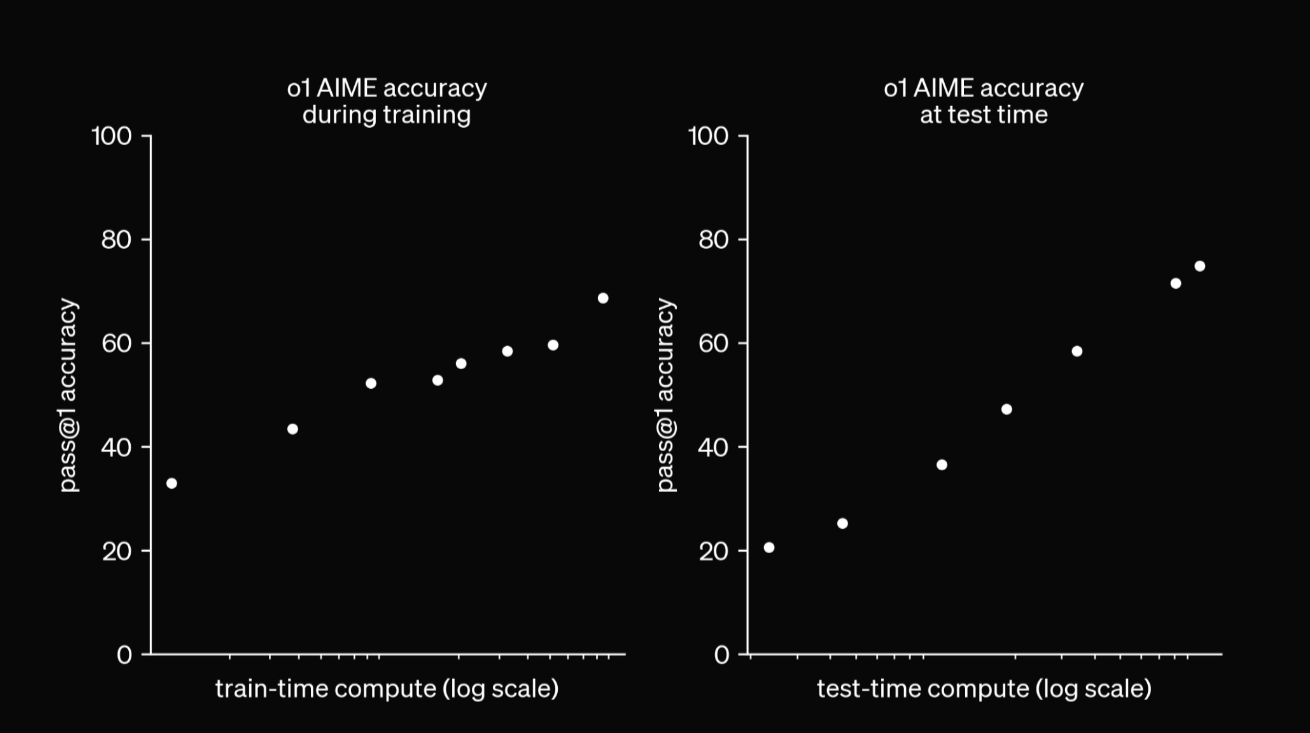 o1 AIME accuracy
during training
100
80
60
40
20
0
pass@1 accuracy
train-time compute (log scale)
o1 AIME accuracy
at test time
100
80
60
40
20
0
pass@1 accuracy
test-time compute (log scale)